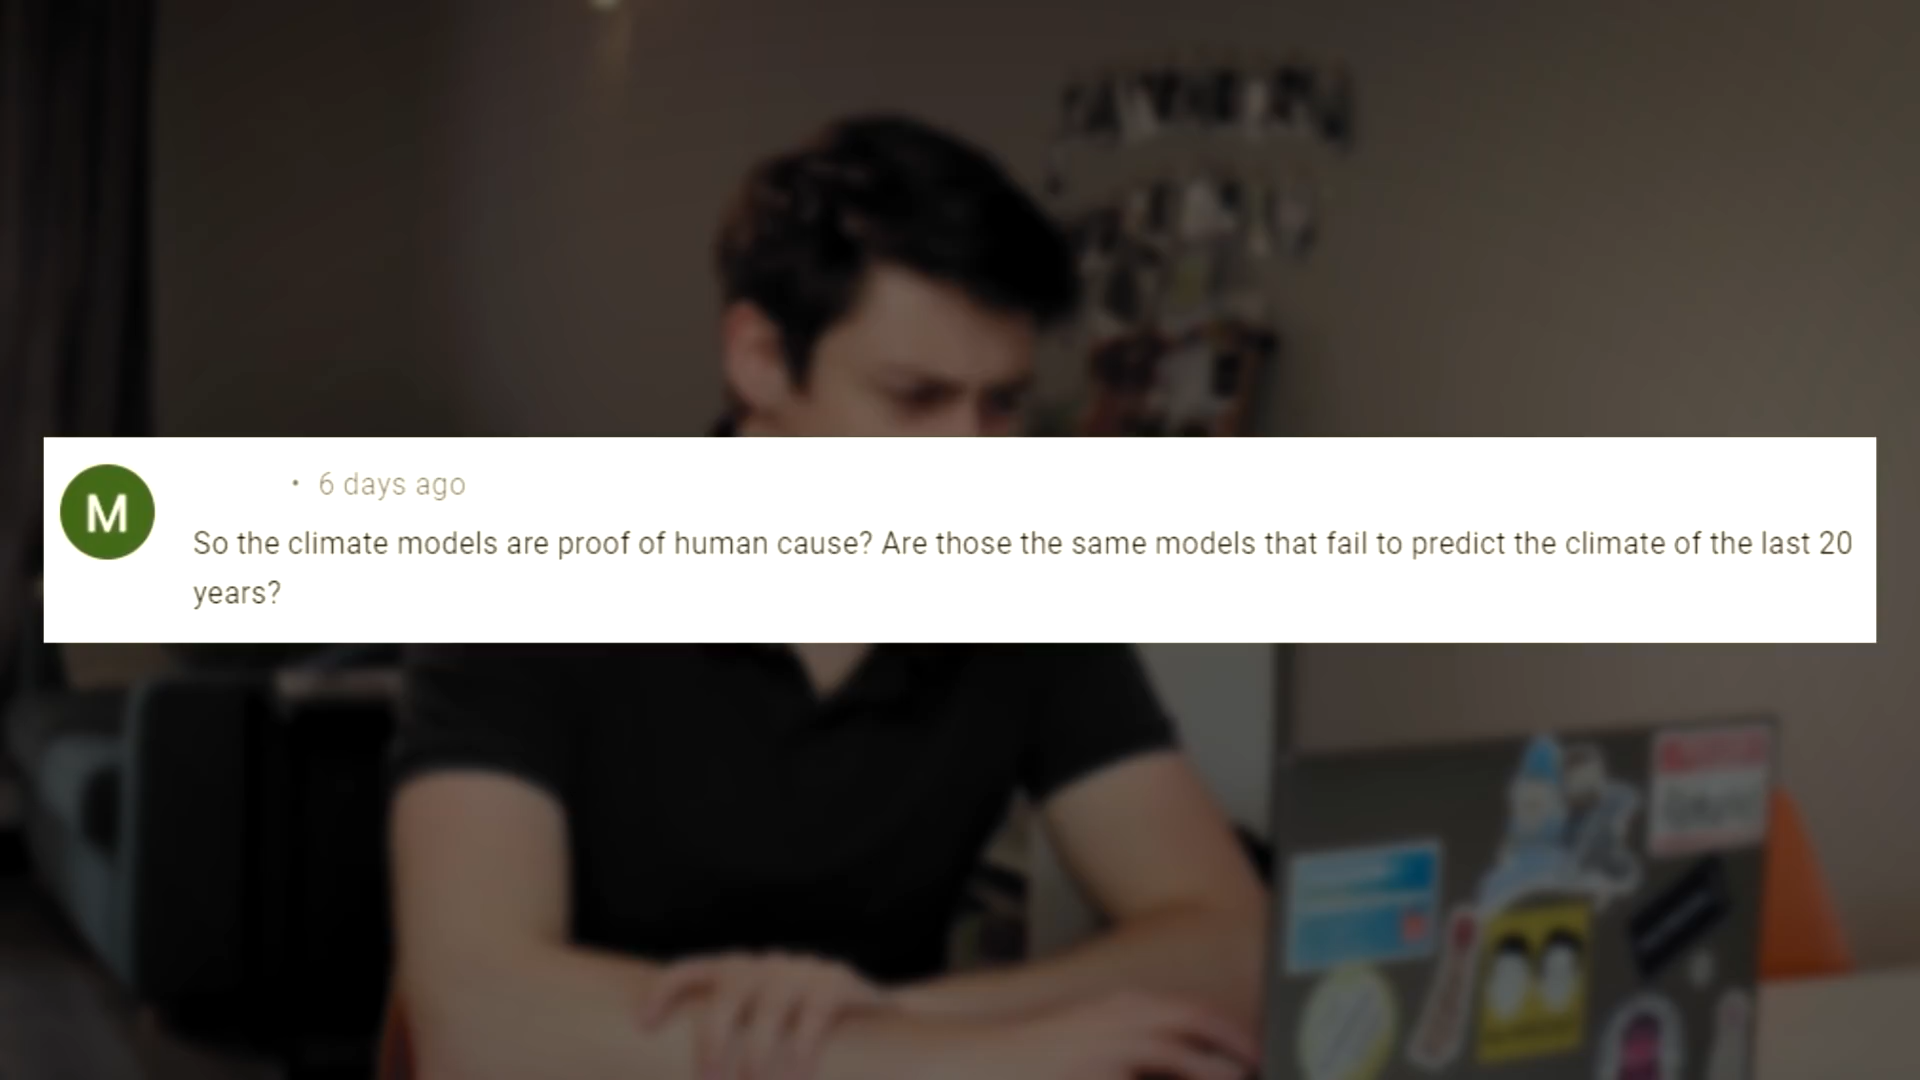 M
• 6 days ago
So the climate models are proof of human cause? Are those the same models that fail to predict the climate of the last 20
years?